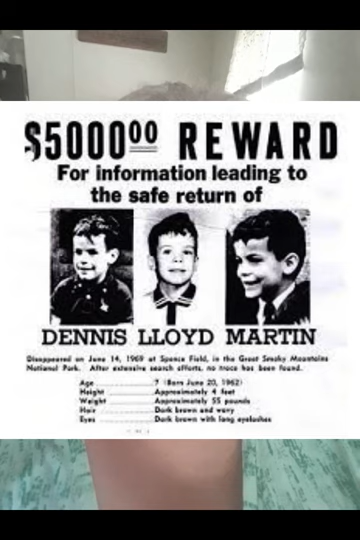 $5000⁰⁰ REWARD
For information leading to
the safe return of
DENNIS LLOYD MARTIN
Disappeared on June 14, 1969 at Spence Field, in the Great Smoky Mountains
National Park. After extensive search efforts, no trace has been found.
Age ............ 7 (Born June 20, 1962)
Height ............ Approximately 4 feet
Weight ............ Approximately 55 pounds
Hair ............ Dark brown and wavy
Eyes ............ Dark brown with long eyelashes